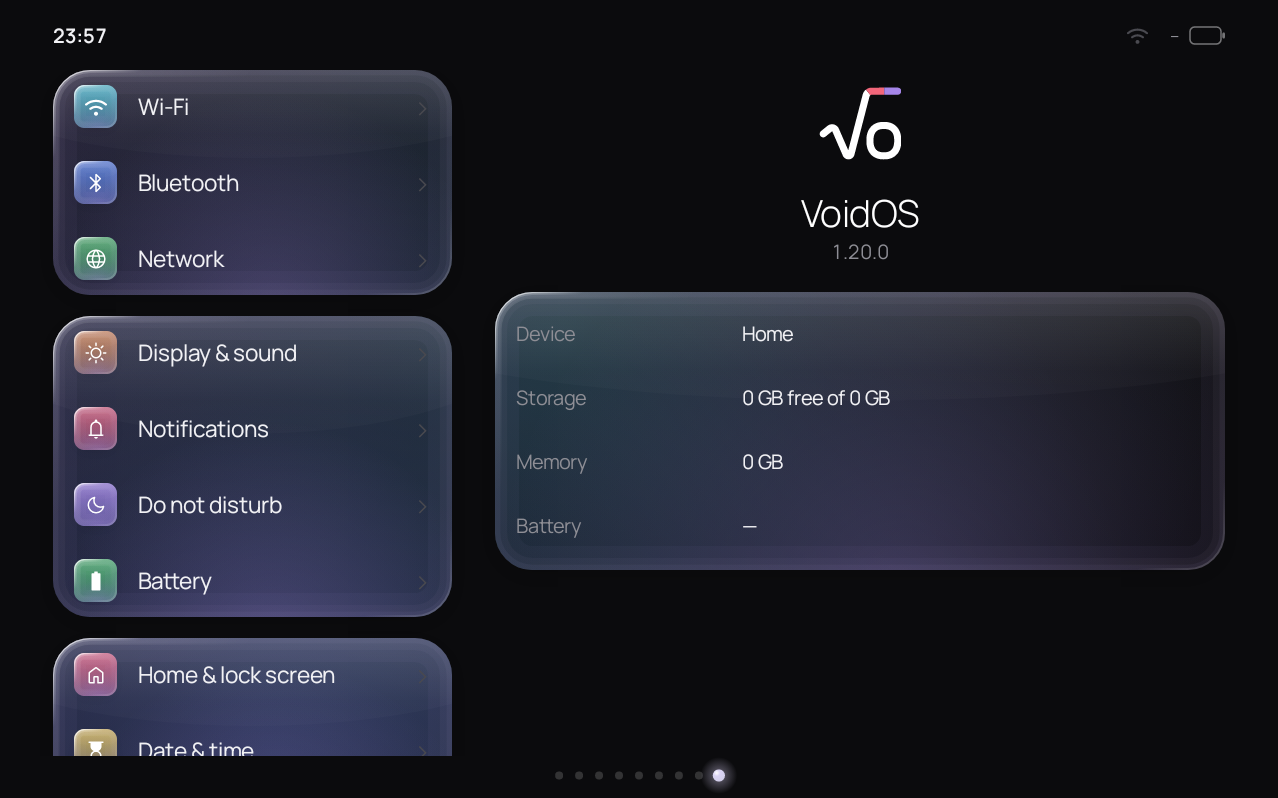 23:57
–
Wi-Fi
Bluetooth
Network
Display & sound
Notifications
Do not disturb
Battery
Home & lock screen
Date & time
VoidOS
1.20.0
Device Home
Storage 0 GB free of 0 GB
Memory 0 GB
Battery —